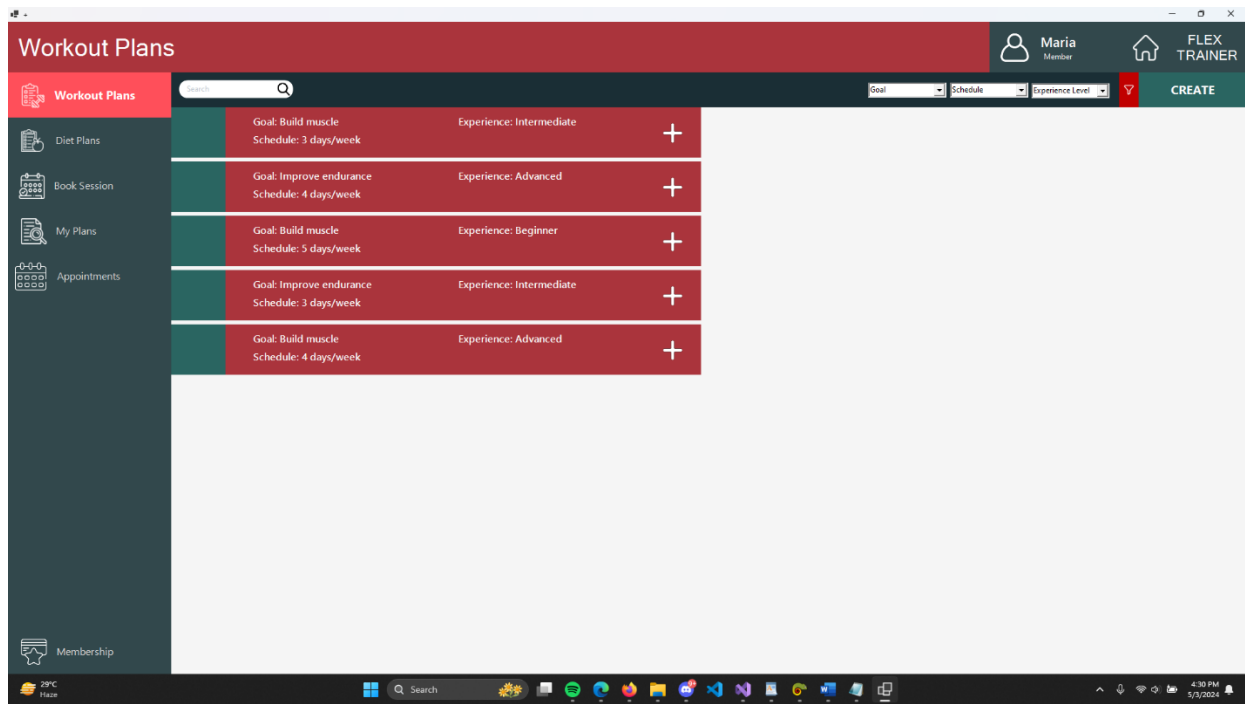 Workout Plans
Maria
Member
FLEX
TRAINER
Workout Plans
Search
Goal
Schedule
Experience Level
CREATE
Diet Plans
Book Session
My Plans
Appointments
Goal: Build muscle
Experience: Intermediate
Schedule: 3 days/week
Goal: Improve endurance
Experience: Advanced
Schedule: 4 days/week
Goal: Build muscle
Experience: Beginner
Schedule: 5 days/week
Goal: Improve endurance
Experience: Intermediate
Schedule: 3 days/week
Goal: Build muscle
Experience: Advanced
Schedule: 4 days/week
Membership
29°C
Haze
Search
4:30 PM
5/3/2024